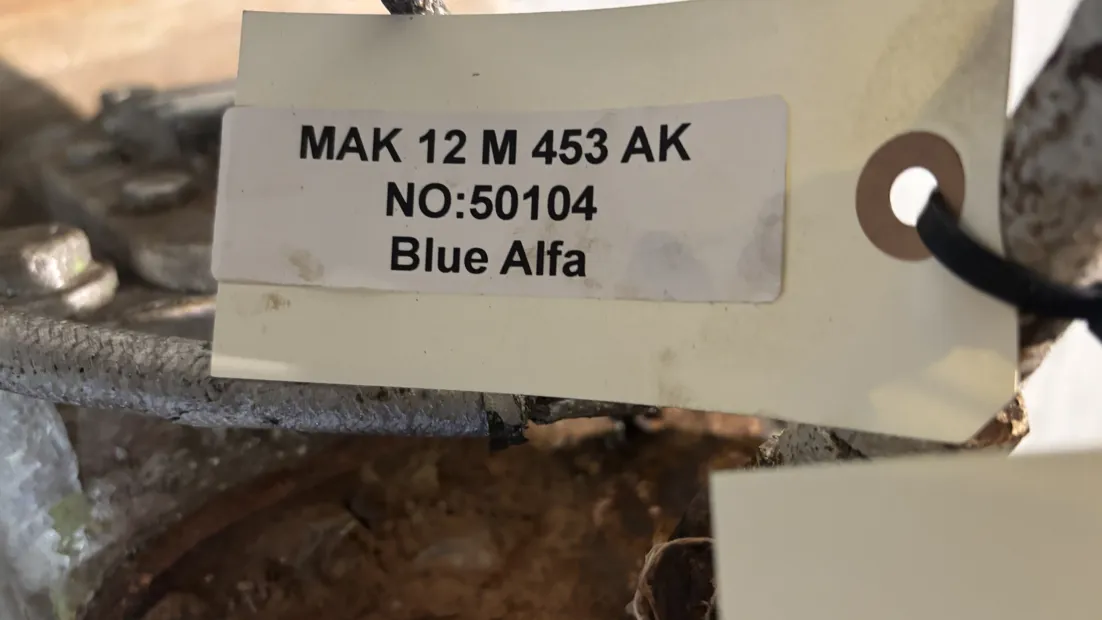 MAK 12 M 453 AK
NO:50104
Blue Alfa